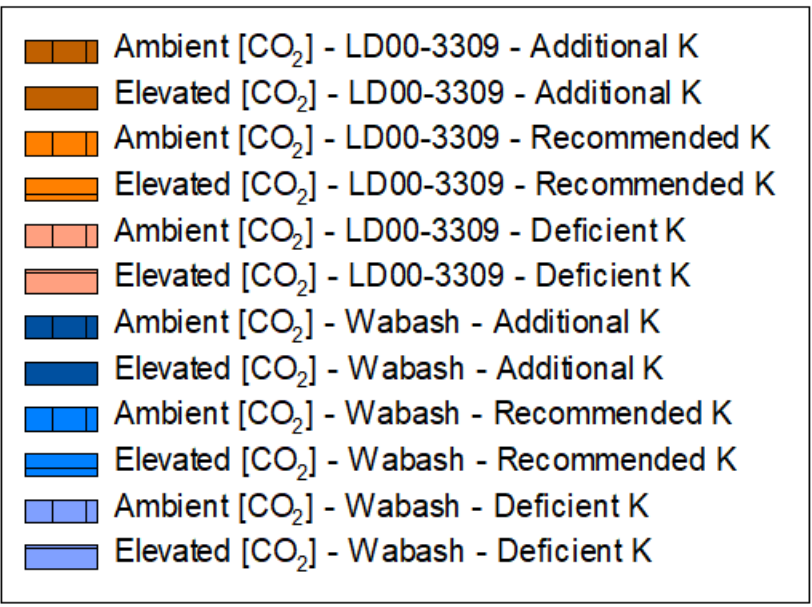 Ambient [CO₂] - LD00-3309 - Additional K
Elevated [CO₂] - LD00-3309 - Additional K
Ambient [CO₂] - LD00-3309 - Recommended K
Elevated [CO₂] - LD00-3309 - Recommended K
Ambient [CO₂] - LD00-3309 - Deficient K
Elevated [CO₂] - LD00-3309 - Deficient K
Ambient [CO₂] - Wabash - Additional K
Elevated [CO₂] - Wabash - Additional K
Ambient [CO₂] - Wabash - Recommended K
Elevated [CO₂] - Wabash - Recommended K
Ambient [CO₂] - Wabash - Deficient K
Elevated [CO₂] - Wabash - Deficient K